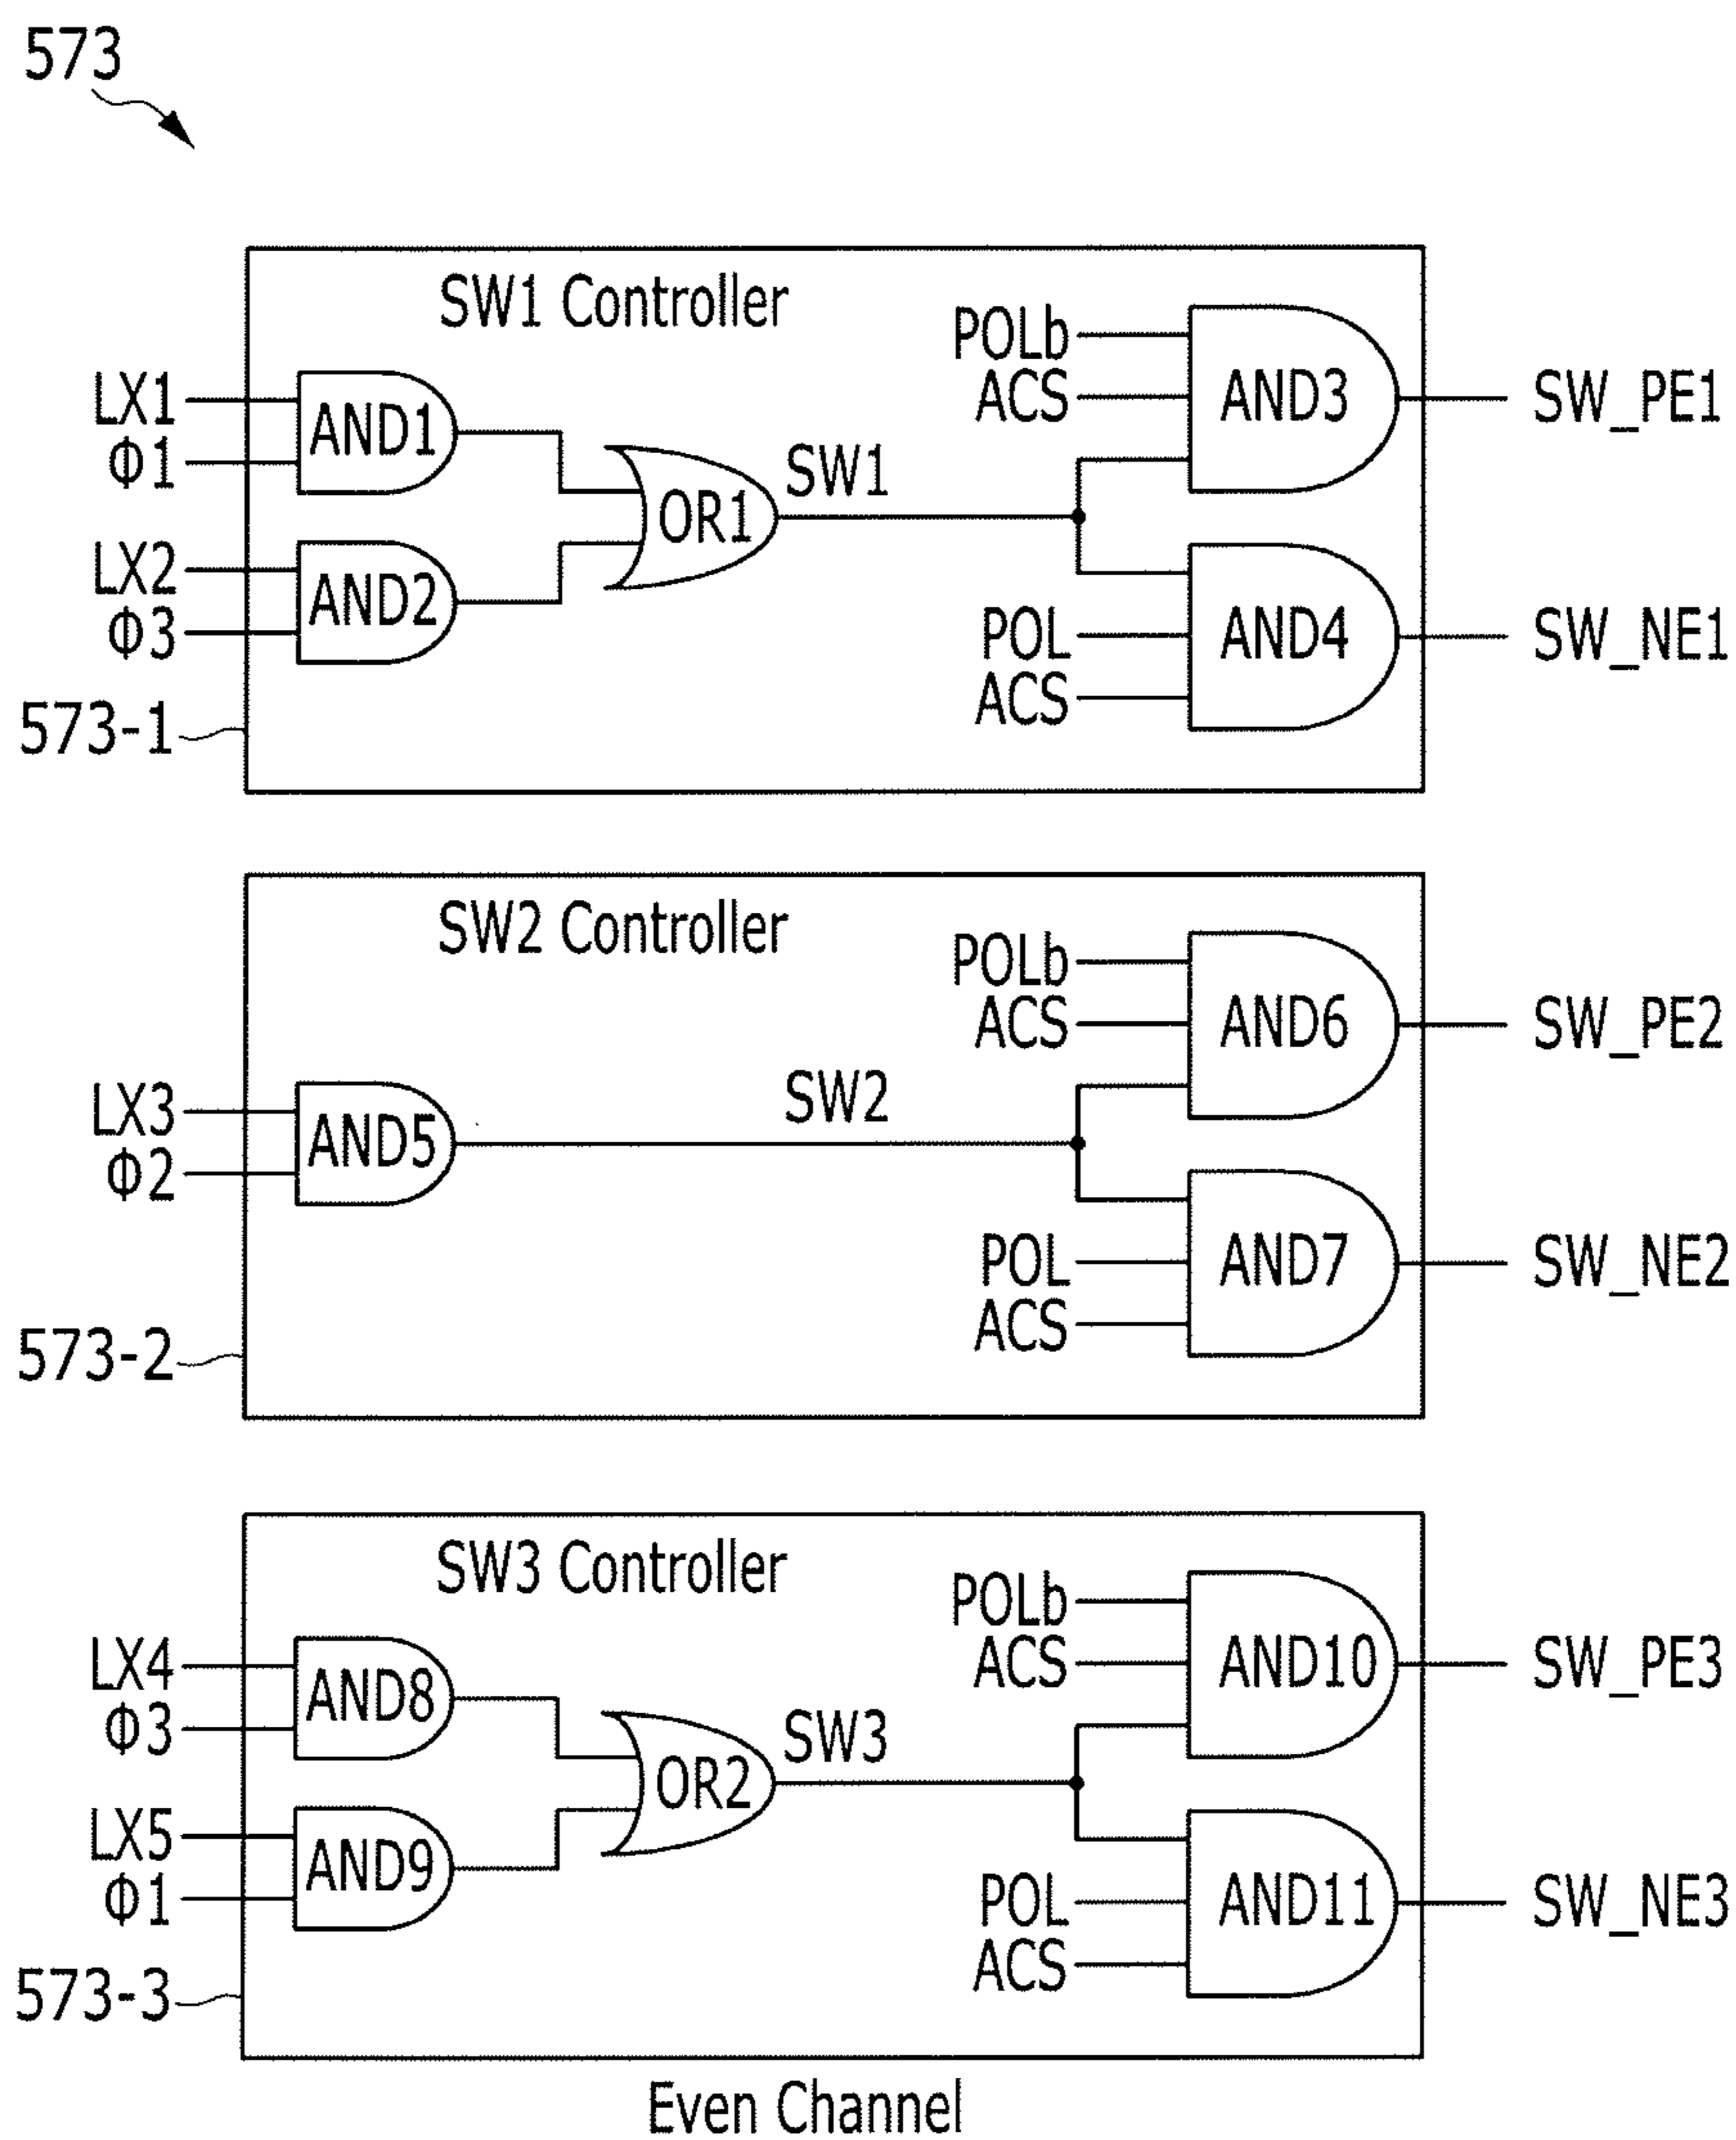 573
SW1 Controller
LX1
Φ1
AND1
LX2
Φ3
AND2
OR1
SW1
POLb
ACS
AND3
SW_PE1
POL
ACS
AND4
SW_NE1
573-1
SW2 Controller
LX3
Φ2
AND5
SW2
POLb
ACS
AND6
SW_PE2
POL
ACS
AND7
SW_NE2
573-2
SW3 Controller
LX4
Φ3
AND8
LX5
Φ1
AND9
OR2
SW3
POLb
ACS
AND10
SW_PE3
POL
ACS
AND11
SW_NE3
573-3
Even Channel